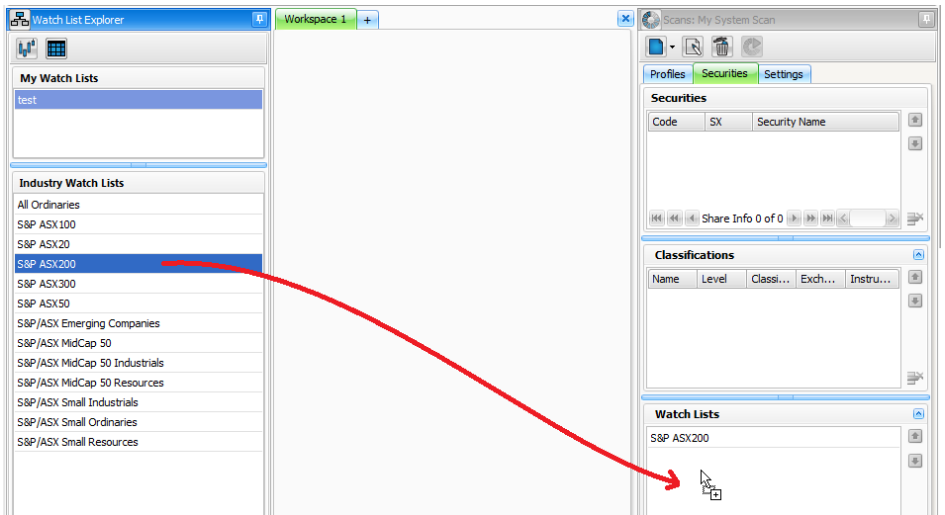 Watch List Explorer
My Watch Lists
test
Industry Watch Lists
All Ordinaries
S&P ASX100
S&P ASX20
S&P ASX200
S&P ASX300
S&P ASX50
S&P/ASX Emerging Companies
S&P/ASX MidCap 50
S&P/ASX MidCap 50 Industrials
S&P/ASX MidCap 50 Resources
S&P/ASX Small Industrials
S&P/ASX Small Ordinaries
S&P/ASX Small Resources
Workspace 1 +
Scans: My System Scan
Profiles Securities Settings
Securities
Code SX Security Name
Share Info 0 of 0
Classifications
Name Level Classi... Exch... Instru...
Watch Lists
S&P ASX200